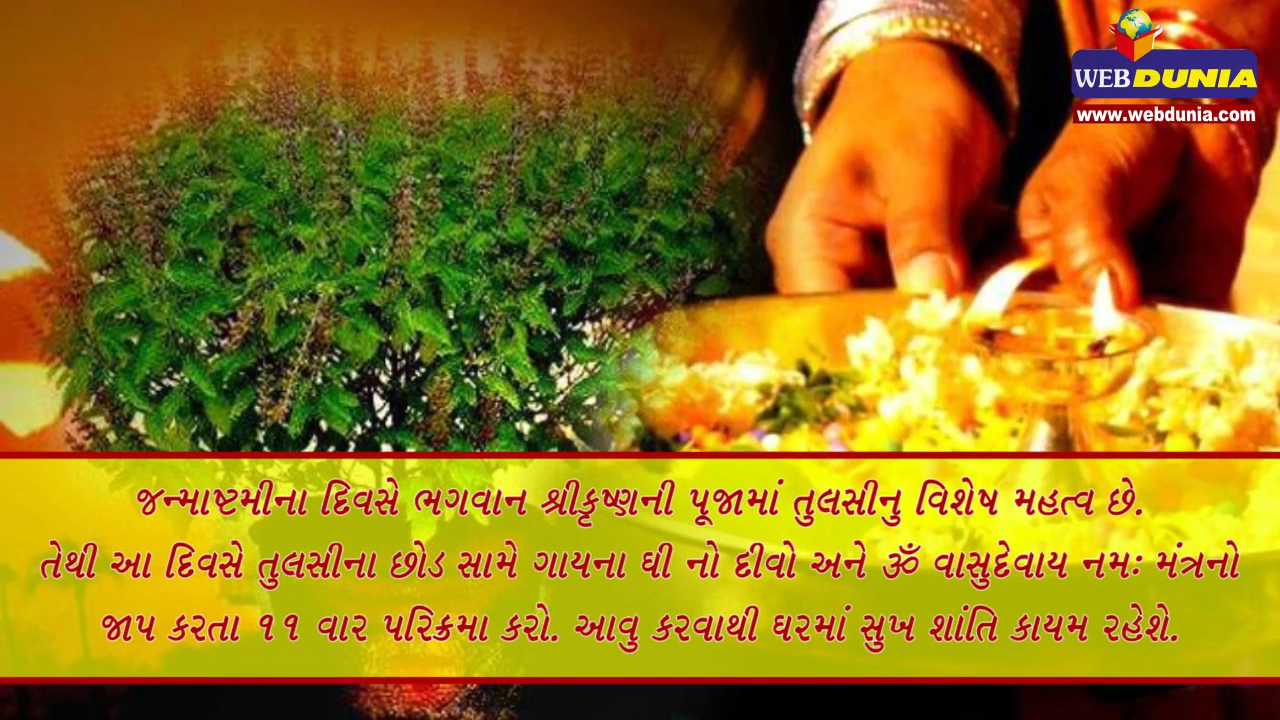 WEBDUNIA
www.webdunia.com
જન્માષ્ટમીના દિવસે ભગવાન શ્રીકૃષ્ણની પૂજામાં તુલસીનુ વિશેષ મહત્વ છે.
તેથી આ દિવસે તુલસીના છોડ સામે ગાયના ઘી નો દીવો અને ૐ વાસુદેવાય નમઃ મંત્રનો
જાપ કરતા ૧૧ વાર પરિક્રમા કરો. આવુ કરવાથી ઘરમાં સુખ શાંતિ કાયમ રહેશે.